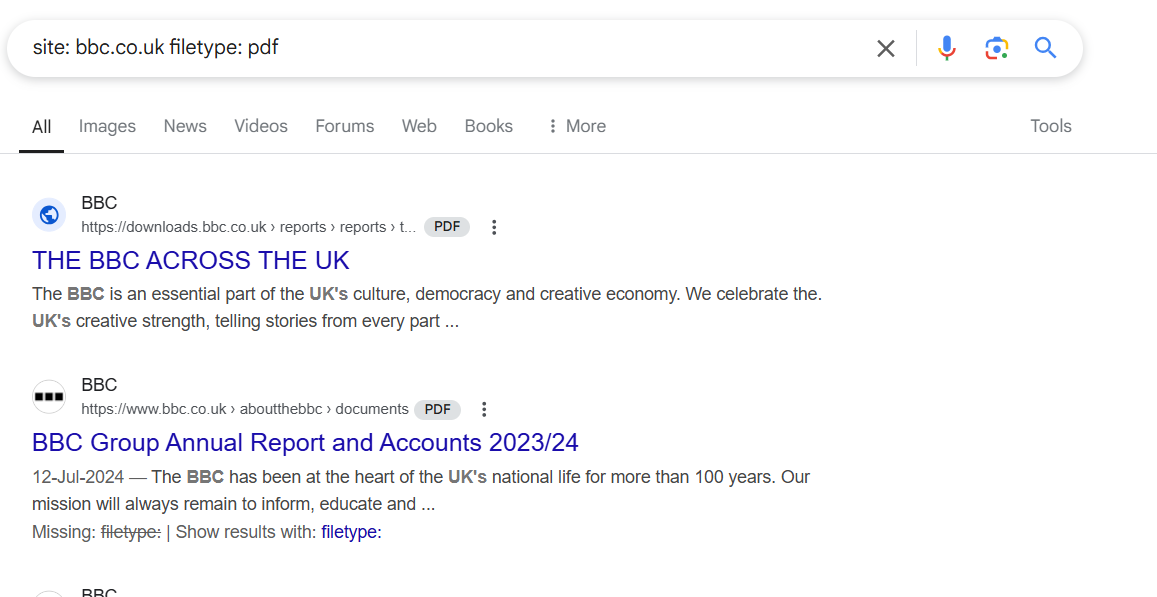 site: bbc.co.uk filetype: pdf
All Images News Videos Forums Web Books More Tools
BBC
https://downloads.bbc.co.uk › reports › reports › t... PDF
THE BBC ACROSS THE UK
The BBC is an essential part of the UK's culture, democracy and creative economy. We celebrate the.
UK's creative strength, telling stories from every part ...
BBC
https://www.bbc.co.uk › aboutthebbc › documents PDF
BBC Group Annual Report and Accounts 2023/24
12-Jul-2024 — The BBC has been at the heart of the UK's national life for more than 100 years. Our
mission will always remain to inform, educate and ...
Missing: filetype: | Show results with: filetype:
BBC